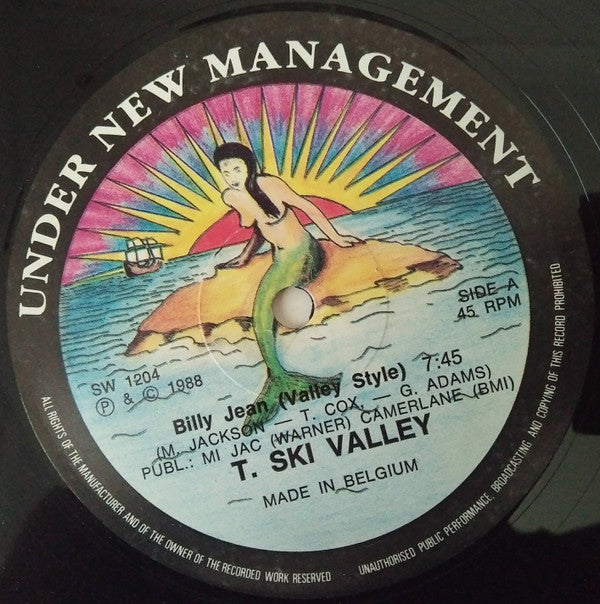 UNDER NEW MANAGEMENT
SIDE A
45 RPM
SW 1204
Ⓟ & © 1988
Billy Jean (Valley Style) 7:45
(M. JACKSON — T. COX — G. ADAMS)
PUBL.: MI JAC (WARNER) CAMERLANE (BMI)
T. SKI VALLEY
MADE IN BELGIUM
ALL RIGHTS OF THE MANUFACTURER AND OF THE OWNER OF THE RECORDED WORK RESERVED
UNAUTHORISED PUBLIC PERFORMANCE, BROADCASTING AND COPYING OF THIS RECORD PROHIBITED